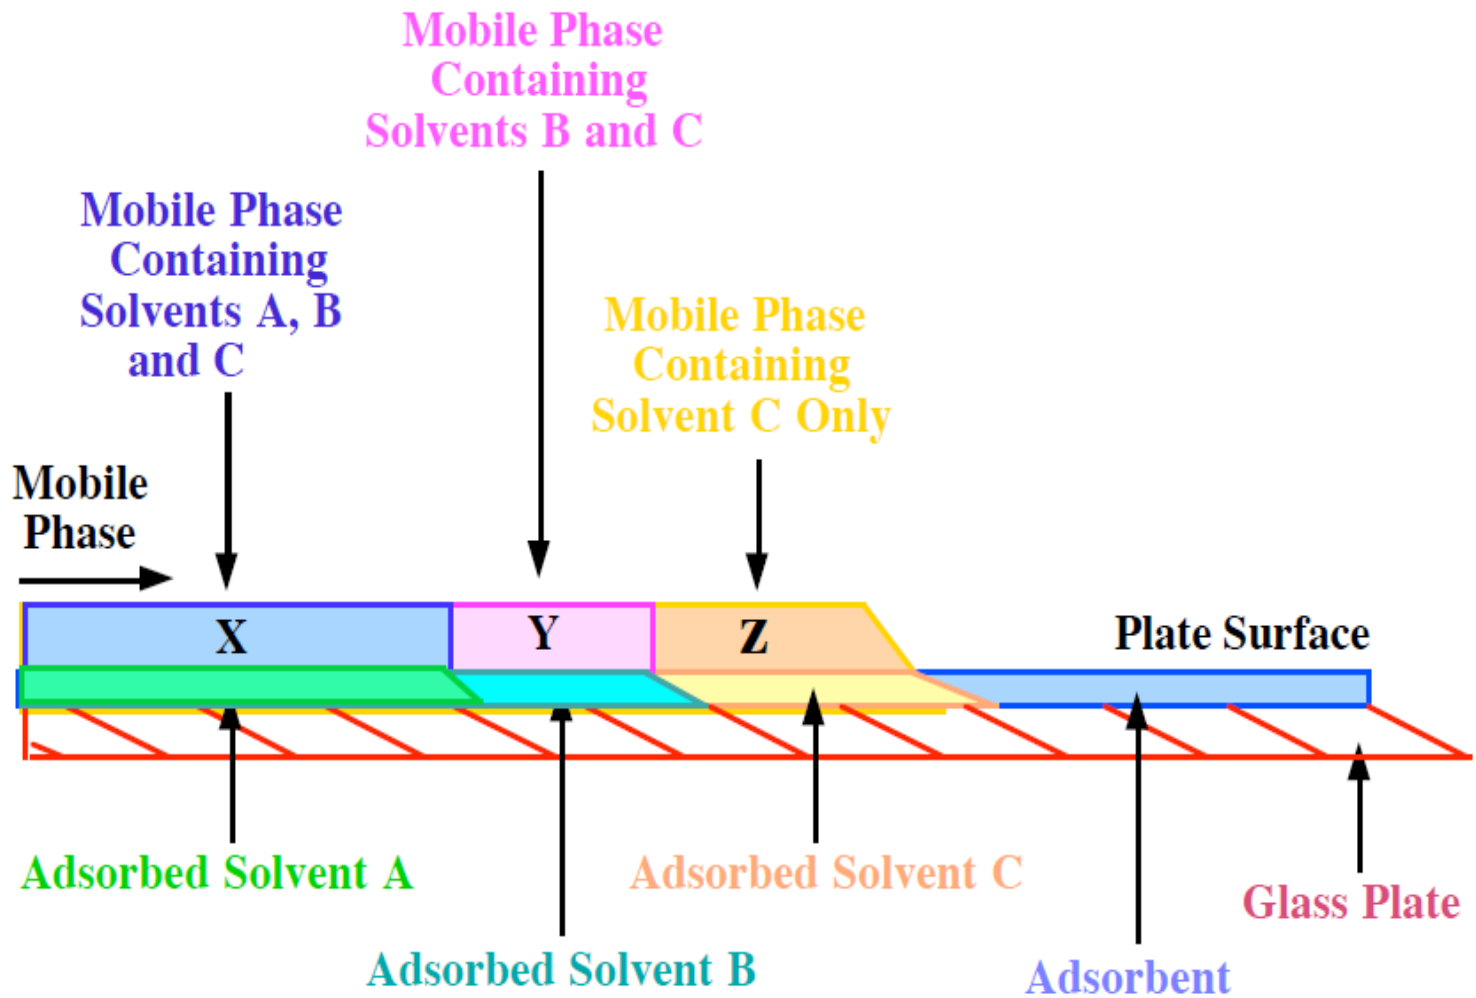 Mobile Phase
Containing
Solvents B and C
Mobile Phase
Containing
Solvents A, B
and C
Mobile Phase
Containing
Solvent C Only
Mobile
Phase
X
Y
Z
Plate Surface
Adsorbed Solvent A
Adsorbed Solvent C
Glass Plate
Adsorbed Solvent B
Adsorbent